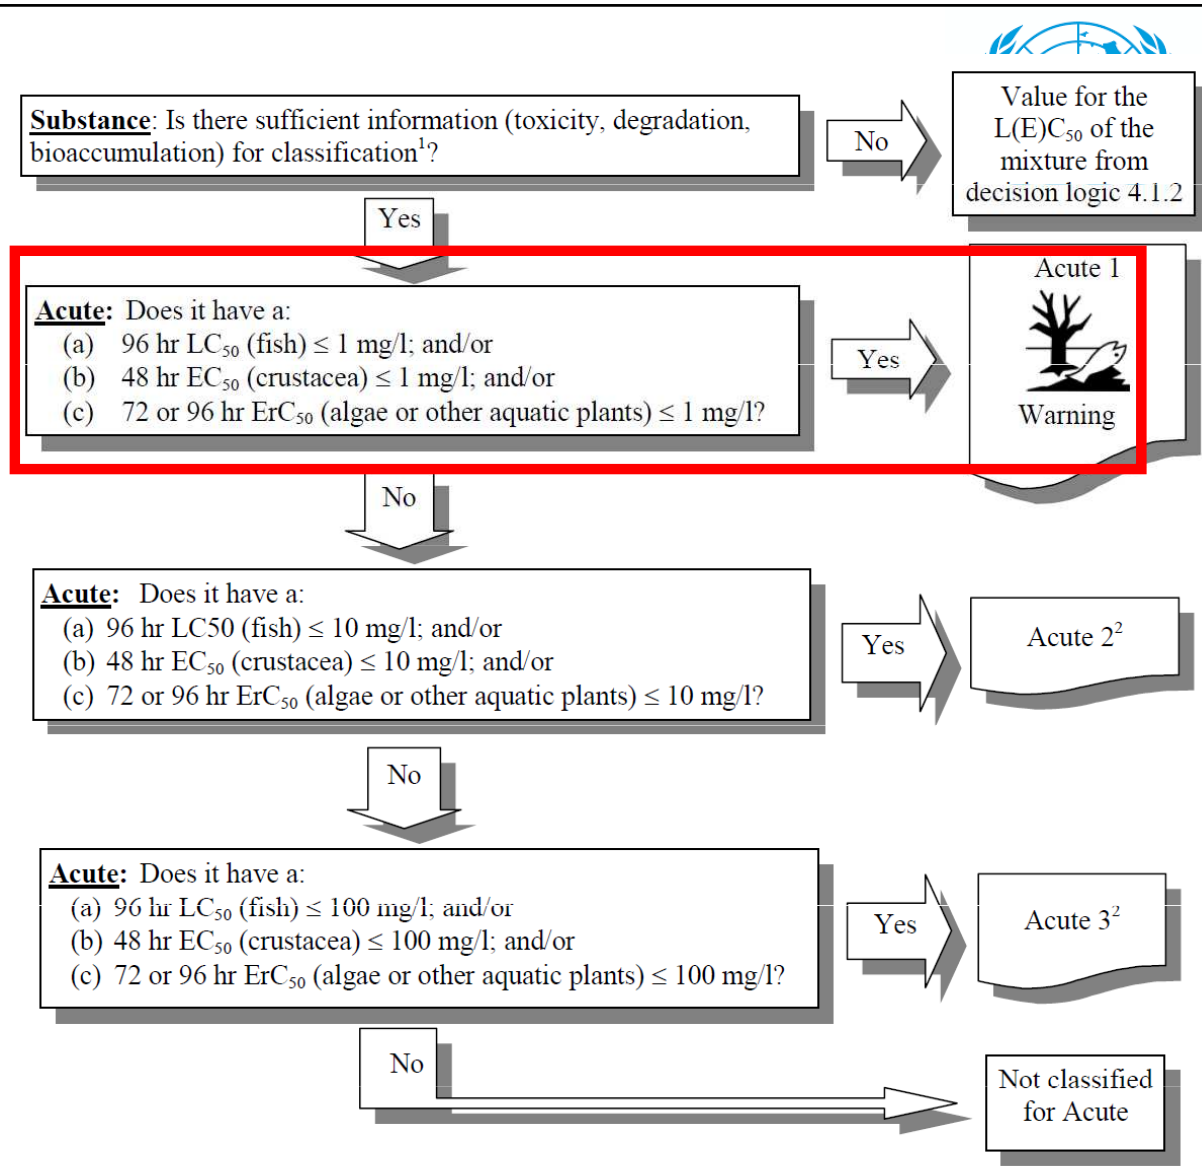 Substance: Is there sufficient information (toxicity, degradation,
bioaccumulation) for classification¹?
No
Value for the
L(E)C₅₀ of the
mixture from
decision logic 4.1.2
Yes
Acute: Does it have a:
(a) 96 hr LC₅₀ (fish) ≤ 1 mg/l; and/or
(b) 48 hr EC₅₀ (crustacea) ≤ 1 mg/l; and/or
(c) 72 or 96 hr ErC₅₀ (algae or other aquatic plants) ≤ 1 mg/l?
Yes
Acute 1
Warning
No
Acute: Does it have a:
(a) 96 hr LC50 (fish) ≤ 10 mg/l; and/or
(b) 48 hr EC₅₀ (crustacea) ≤ 10 mg/l; and/or
(c) 72 or 96 hr ErC₅₀ (algae or other aquatic plants) ≤ 10 mg/l?
Yes
Acute 2²
No
Acute: Does it have a:
(a) 96 hr LC₅₀ (fish) ≤ 100 mg/l; and/or
(b) 48 hr EC₅₀ (crustacea) ≤ 100 mg/l; and/or
(c) 72 or 96 hr ErC₅₀ (algae or other aquatic plants) ≤ 100 mg/l?
Yes
Acute 3²
No
Not classified
for Acute